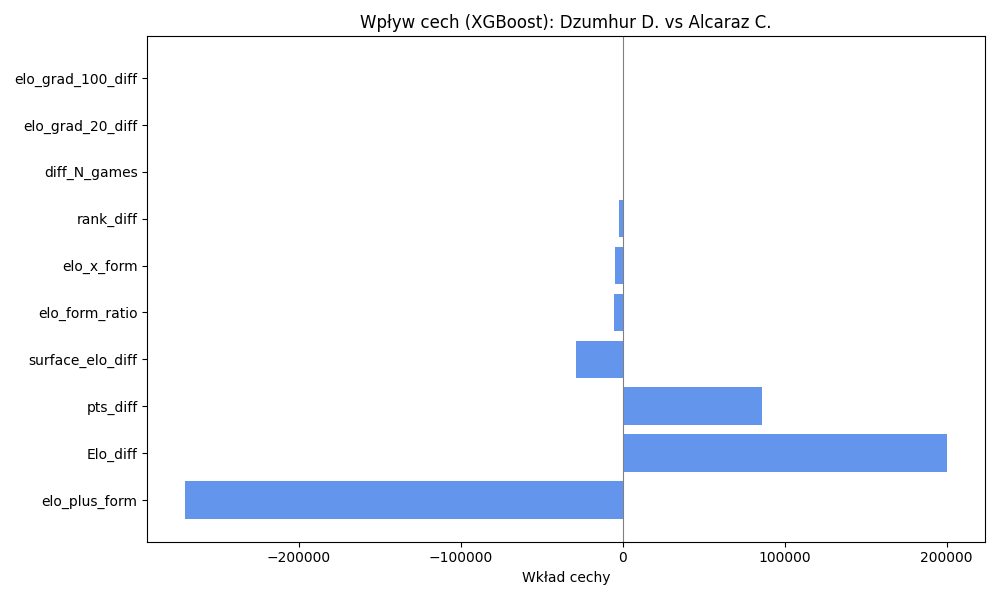 Wpływ cech (XGBoost): Dzumhur D. vs Alcaraz C.
elo_grad_100_diff
elo_grad_20_diff
diff_N_games
rank_diff
elo_x_form
elo_form_ratio
surface_elo_diff
pts_diff
Elo_diff
elo_plus_form
−200000 −100000 0 100000 200000
Wkład cechy